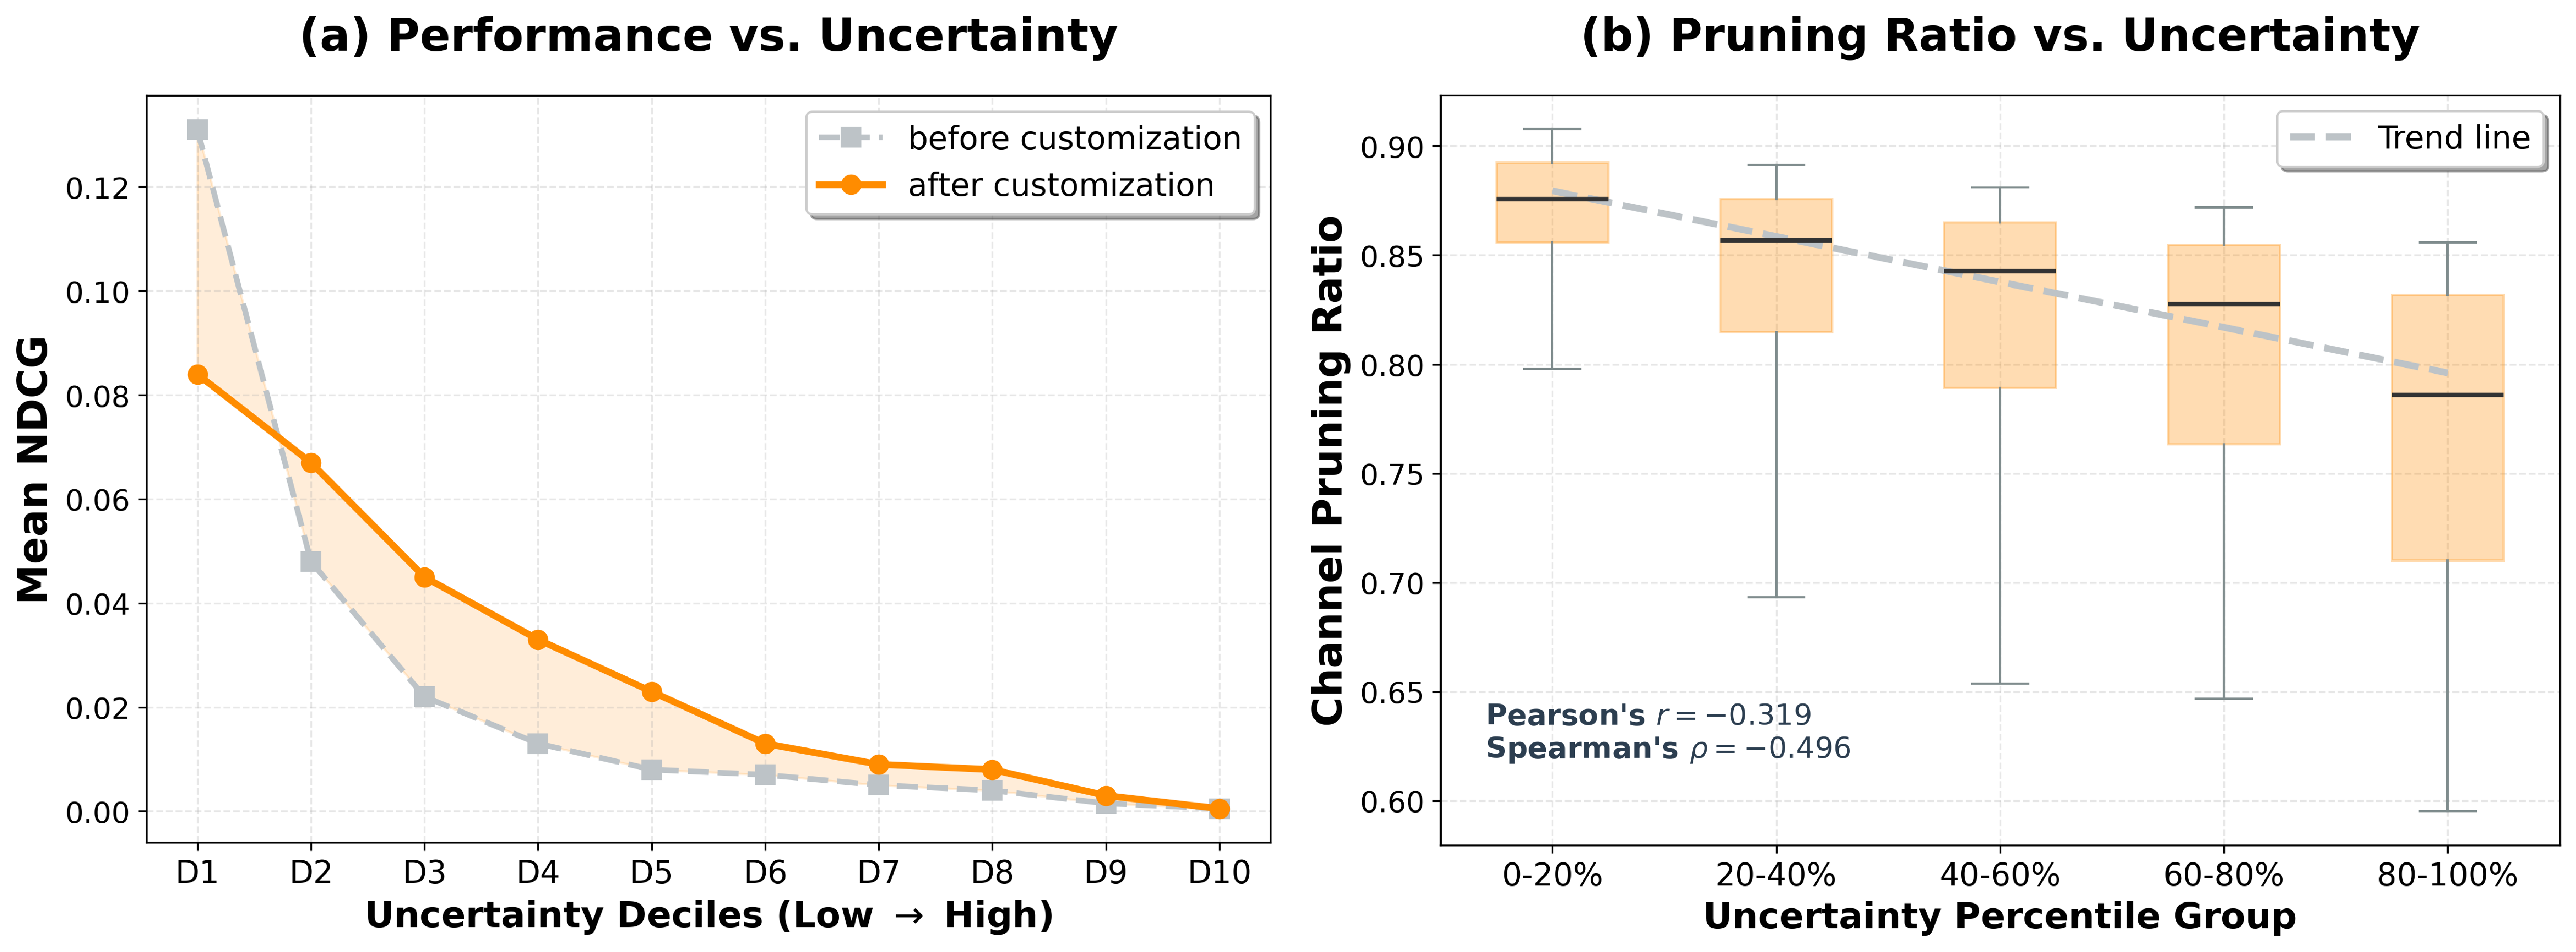 (a) Performance vs. Uncertainty
before customization
after customization
Mean NDCG
0.12
0.10
0.08
0.06
0.04
0.02
0.00
D1 D2 D3 D4 D5 D6 D7 D8 D9 D10
Uncertainty Deciles (Low → High)
(b) Pruning Ratio vs. Uncertainty
Trend line
Channel Pruning Ratio
0.90
0.85
0.80
0.75
0.70
0.65
0.60
Pearson's r = −0.319
Spearman's ρ = −0.496
0-20% 20-40% 40-60% 60-80% 80-100%
Uncertainty Percentile Group